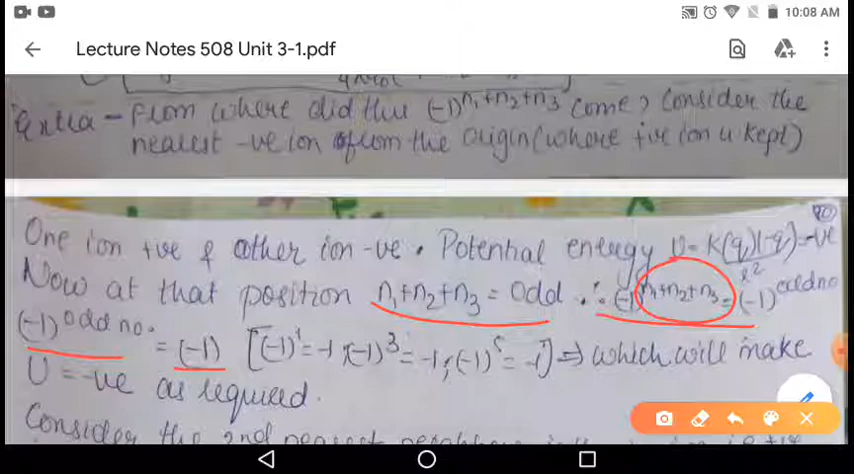 10:08 AM
Lecture Notes 508 Unit 3-1.pdf
Extra - From where did this (-1)^n₁+n₂+n₃ come? Consider the
nearest -ve ion from the origin (where +ve ion is kept)
70
One ion +ve & other ion -ve. Potential energy U = K(q)(-q) = -ve
r²
Now at that position n₁+n₂+n₃ = Odd ∴ (-1)^n₁+n₂+n₃ = (-1)^odd no
(-1)^odd no. = (-1) [(-1)¹ = -1, (-1)³ = -1, (-1)⁵ = -1] ⇒ which will make
U = -ve as required.
Consider the 2nd nearest